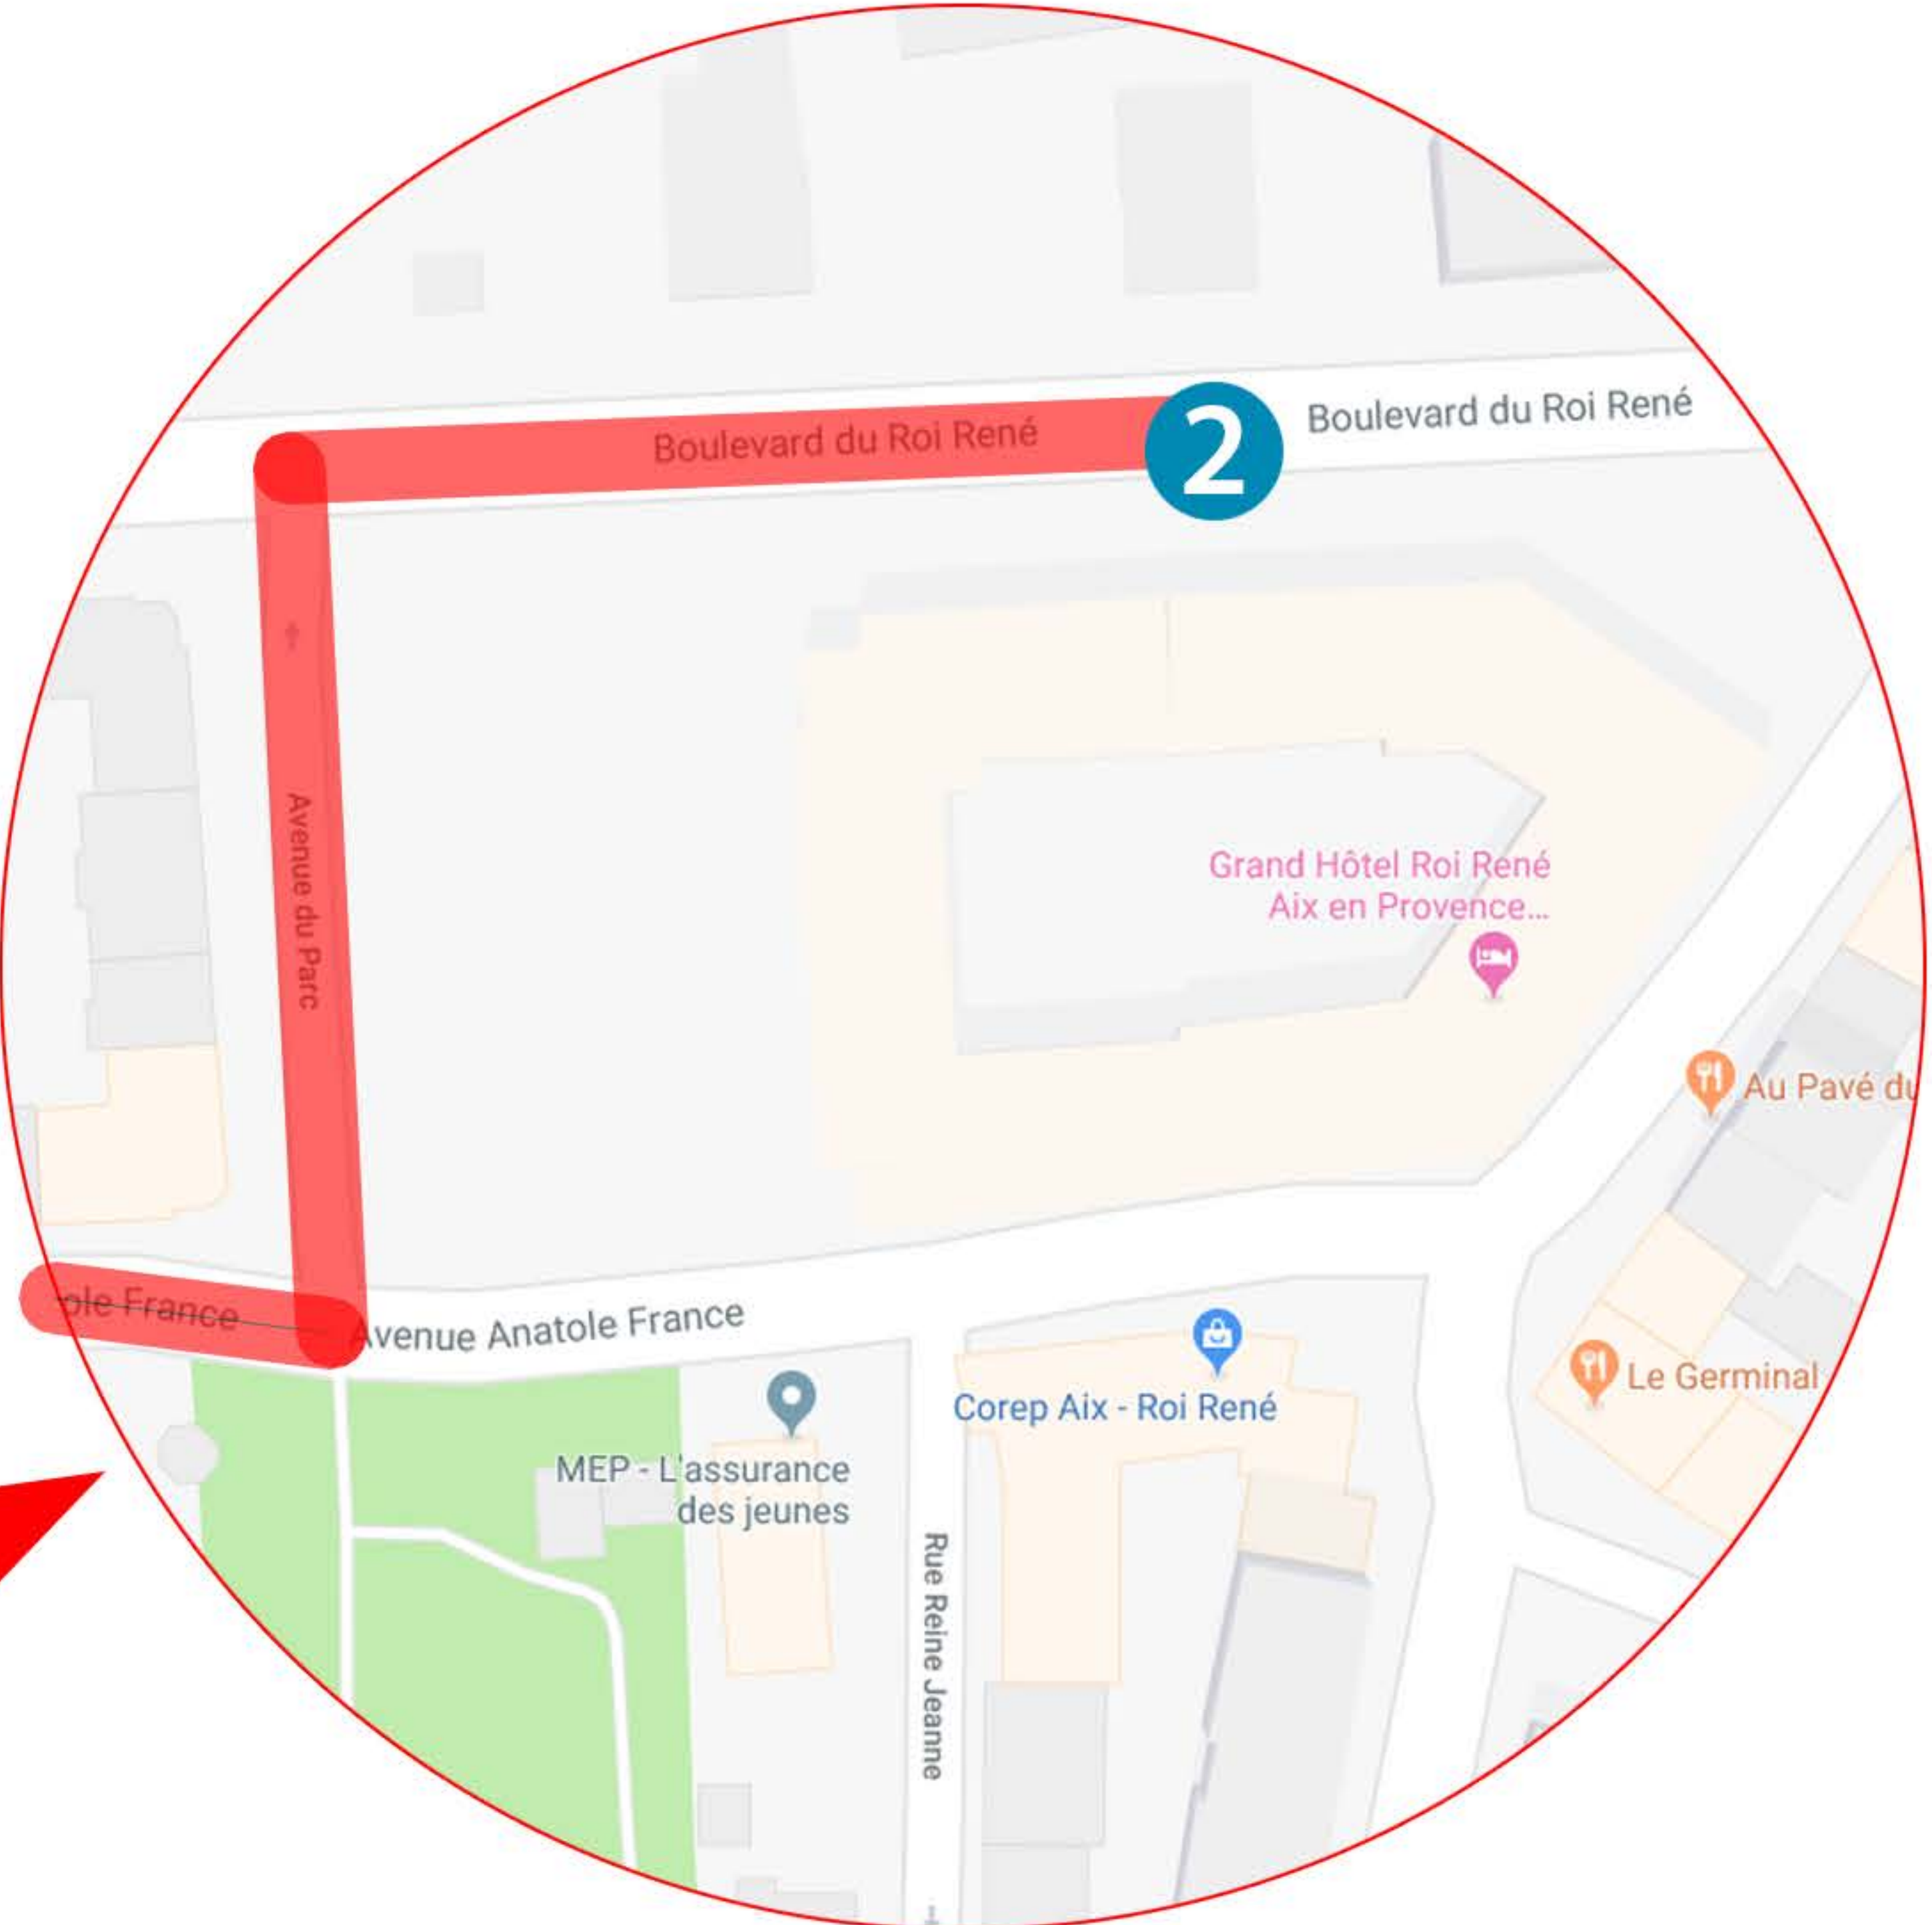 Boulevard du Roi René
2
Boulevard du Roi René
Avenue du Parc
Grand Hôtel Roi René
Aix en Provence...
Au Pavé du
ole France
Avenue Anatole France
Le Germinal
Corep Aix - Roi René
MEP - L'assurance
des jeunes
Rue Reine Jeanne